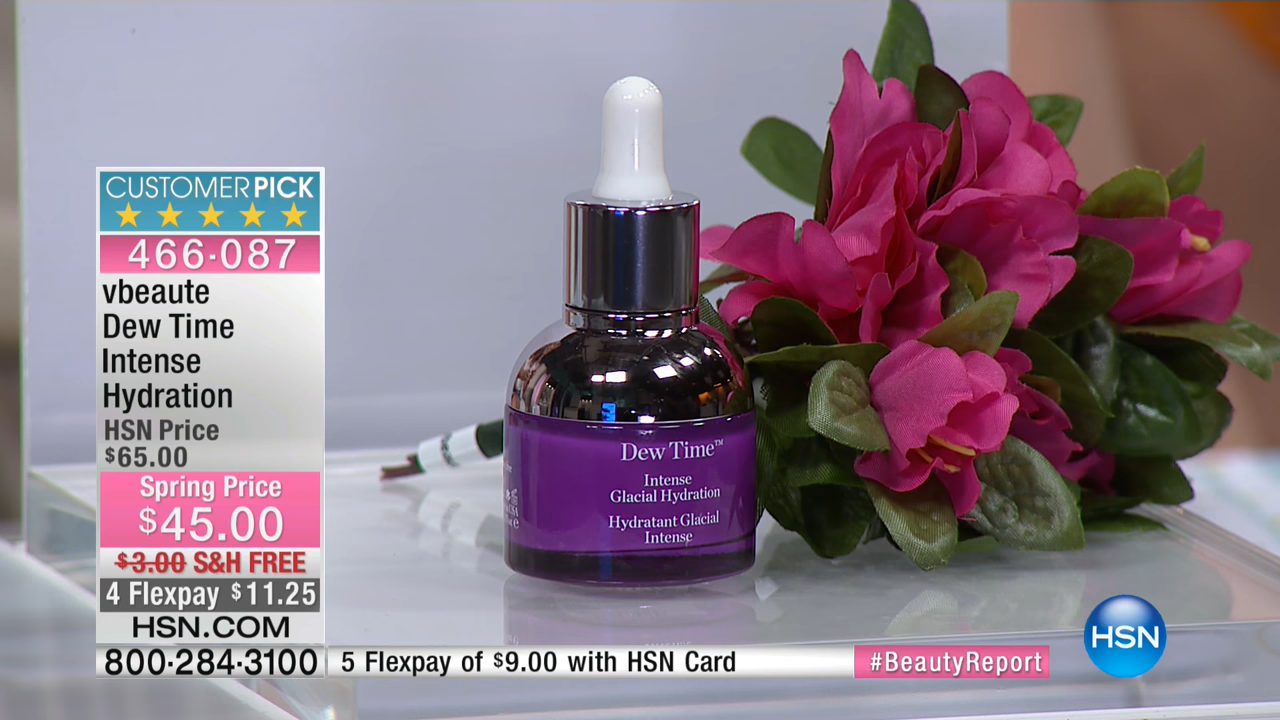 CUSTOMERPICK
466·087
vbeaute
Dew Time
Intense
Hydration
HSN Price
$65.00
Spring Price
$45.00
$3.00 S&H FREE
4 Flexpay $11.25
HSN.COM
800·284·3100
5 Flexpay of $9.00 with HSN Card
#BeautyReport
HSN
Dew Time™
Intense
Glacial Hydration
Hydratant Glacial
Intense